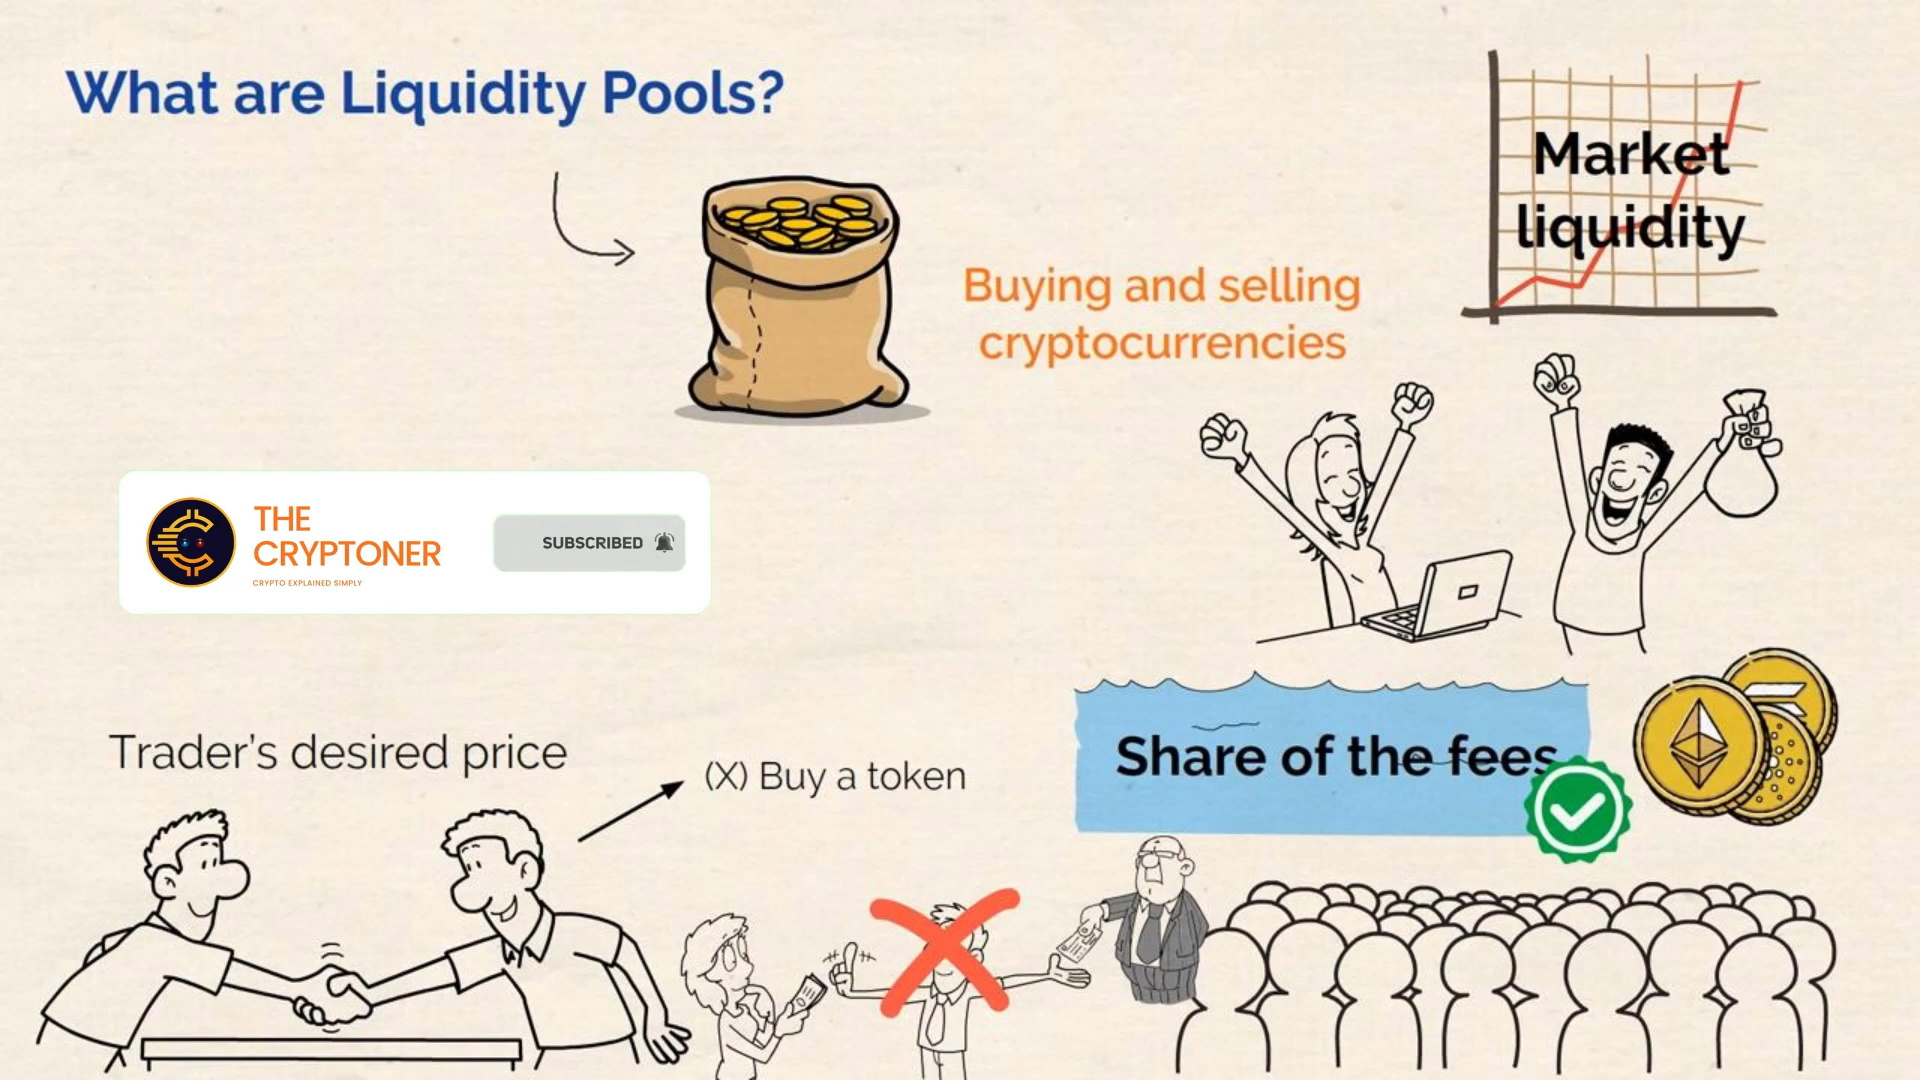 What are Liquidity Pools?
Market
liquidity
Buying and selling
cryptocurrencies
THE
CRYPTONER
CRYPTO EXPLAINED SIMPLY
SUBSCRIBED
Trader's desired price
(X) Buy a token
Share of the fees